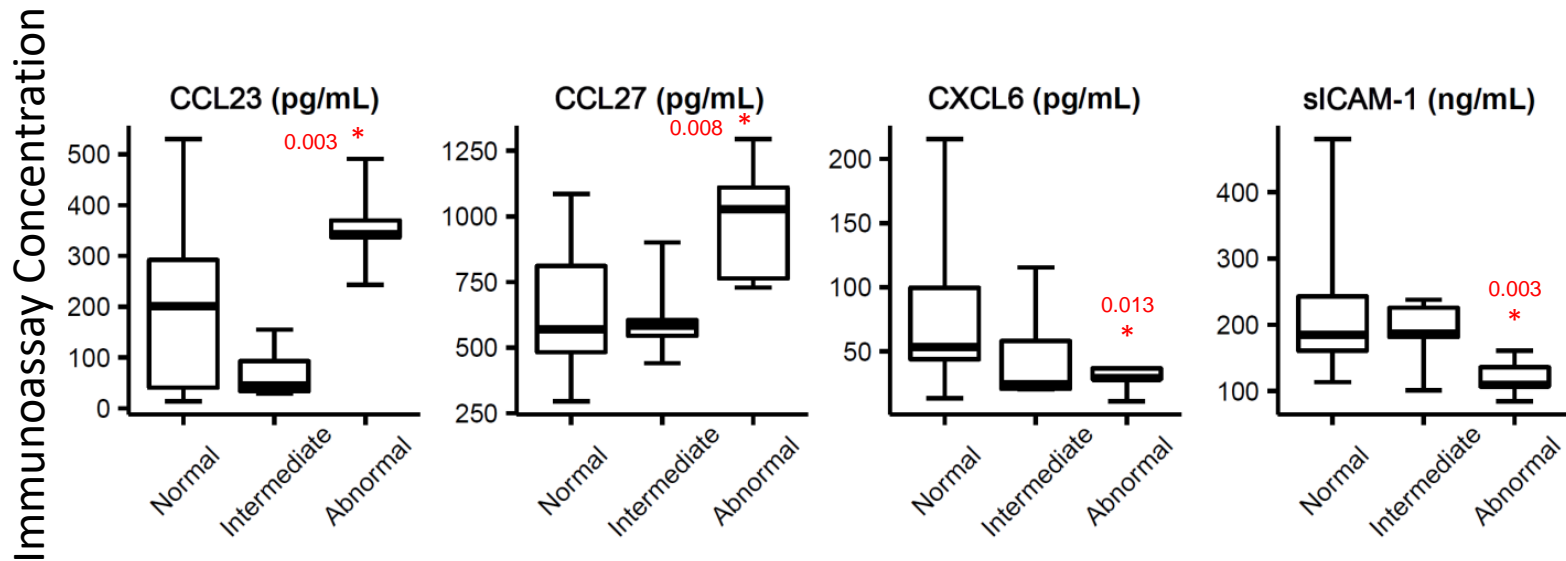 Immunoassay Concentration
CCL23 (pg/mL)
0.003 *
500
400
300
200
100
0
Normal
Intermediate
Abnormal
CCL27 (pg/mL)
0.008 *
1250
1000
750
500
250
Normal
Intermediate
Abnormal
CXCL6 (pg/mL)
200
150
100
50
0.013
*
Normal
Intermediate
Abnormal
sICAM-1 (ng/mL)
400
300
200
100
0.003
*
Normal
Intermediate
Abnormal